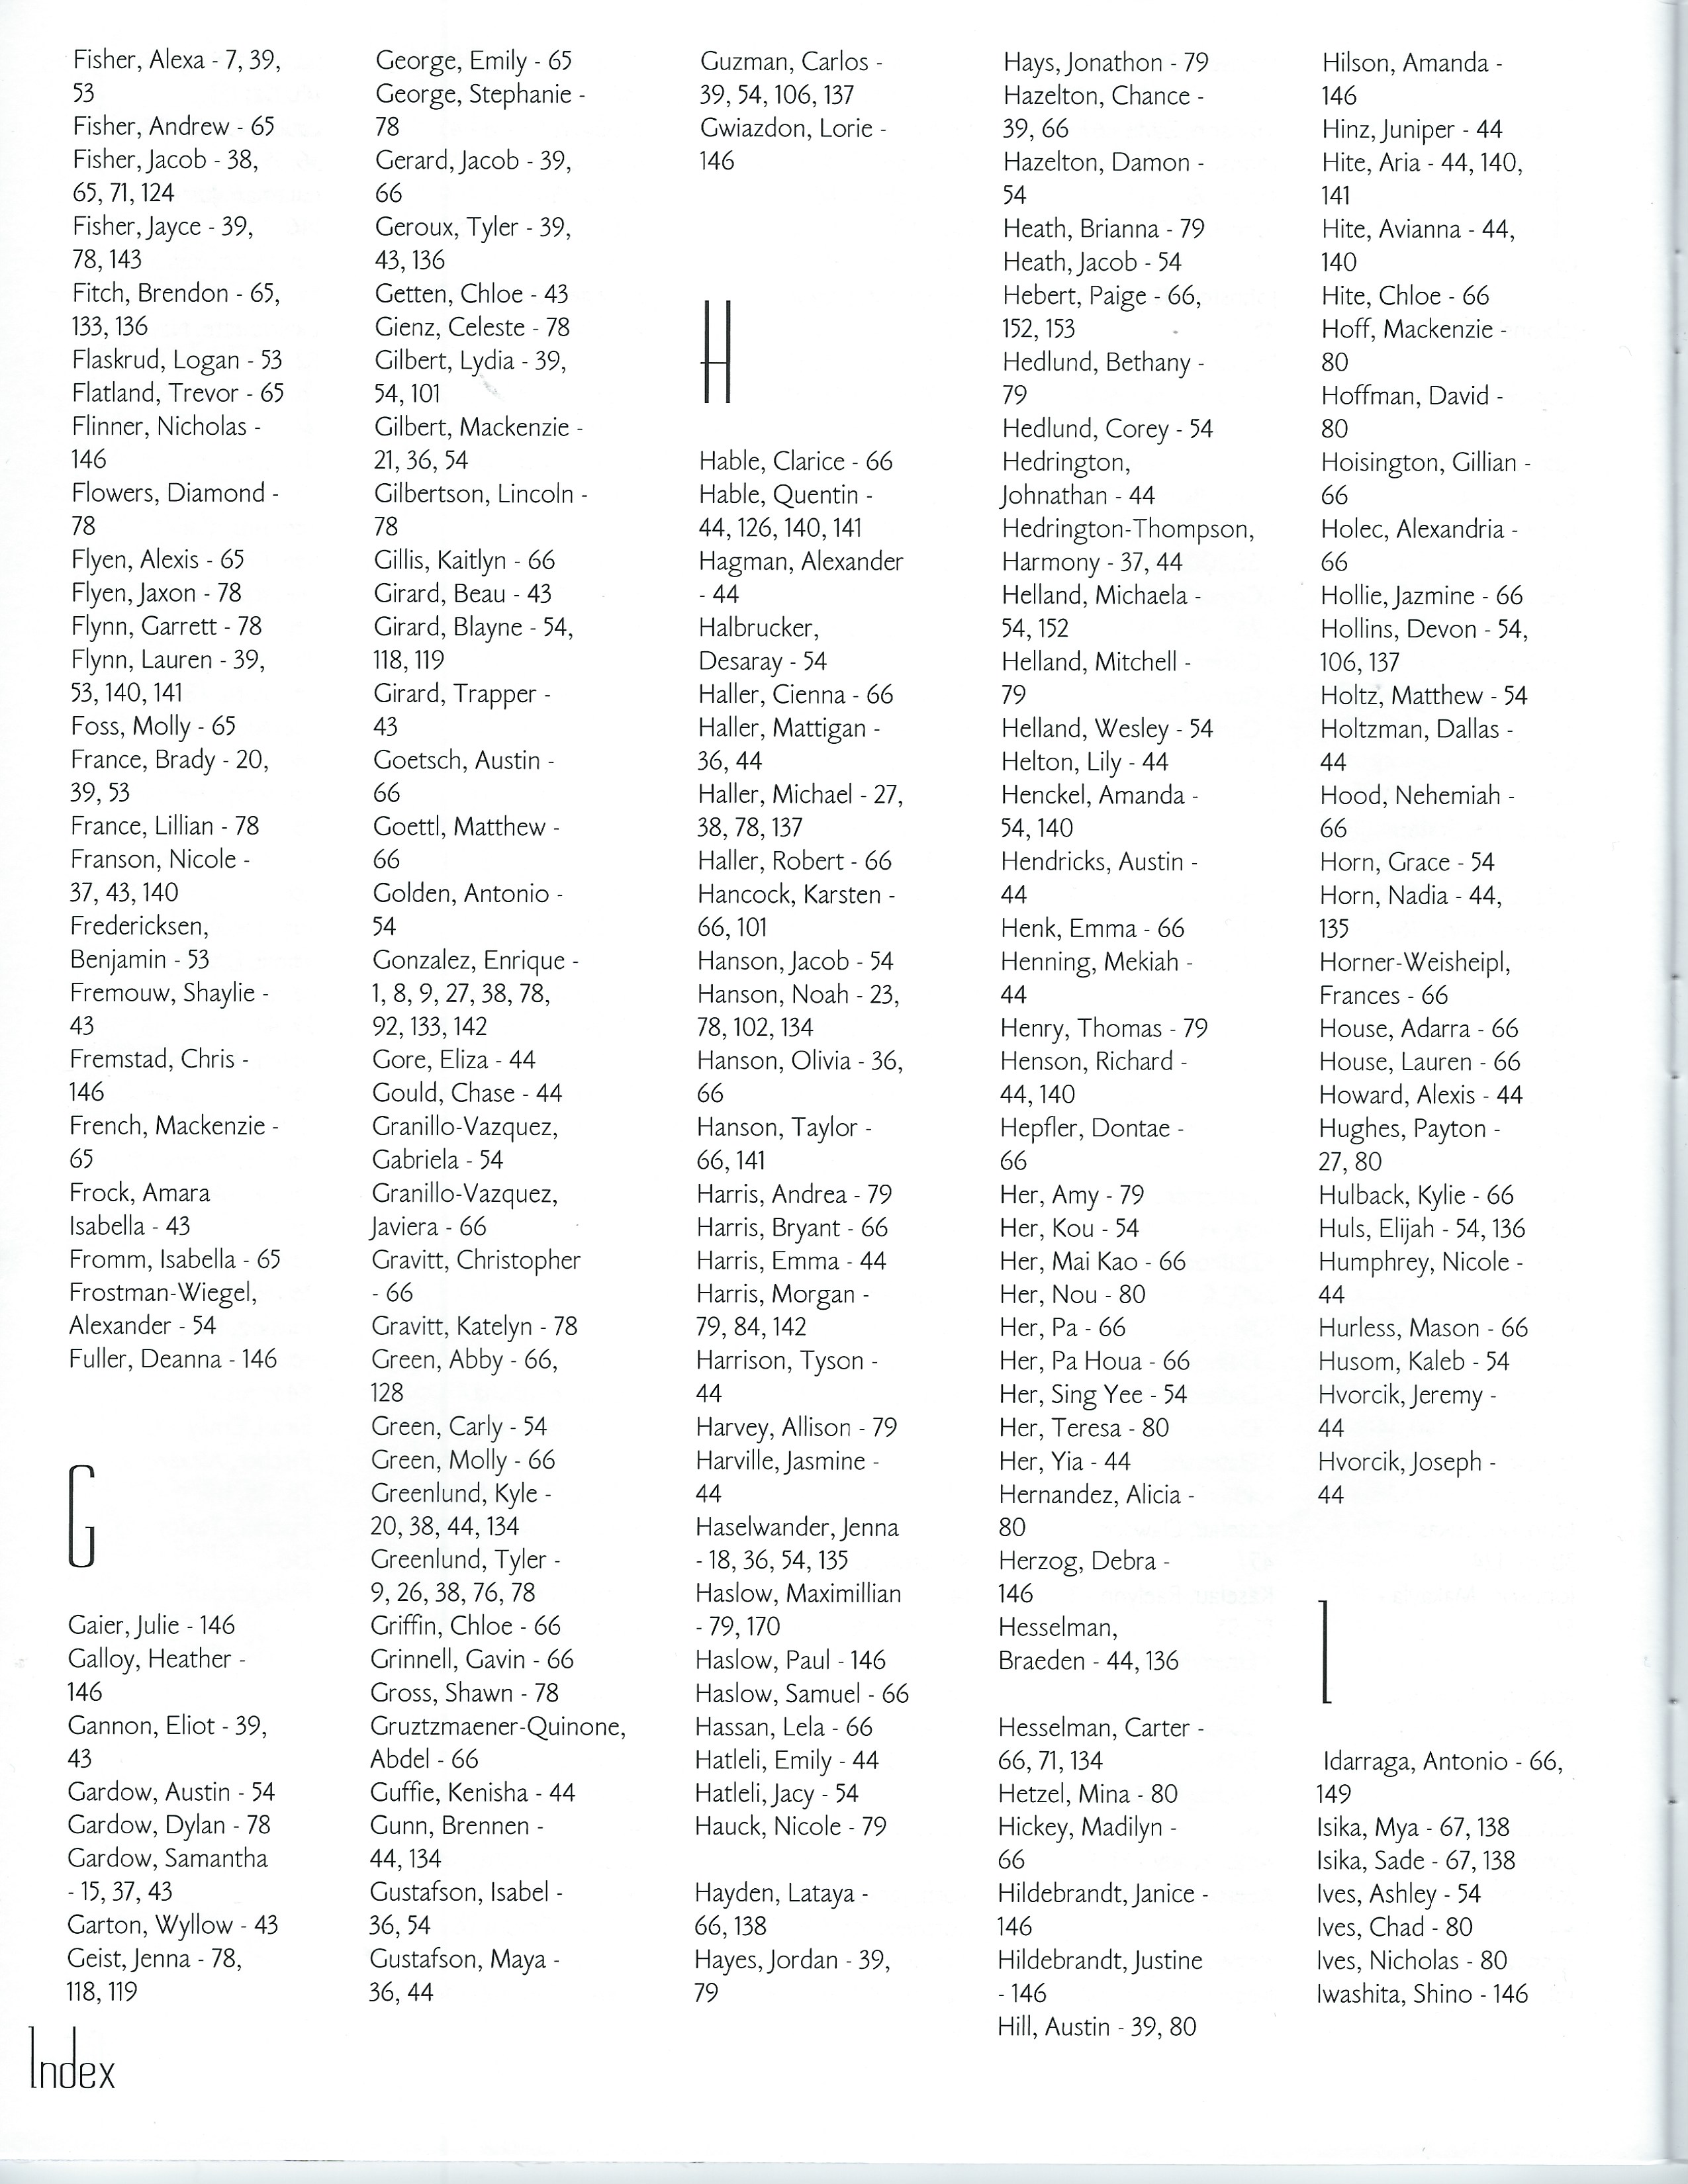 Fisher, Alexa - 7, 39,
53
Fisher, Andrew - 65
Fisher, Jacob - 38,
65, 71, 124
Fisher, Jayce - 39,
78, 143
Fitch, Brendon - 65,
133, 136
Flaskrud, Logan - 53
Flatland, Trevor - 65
Flinner, Nicholas -
146
Flowers, Diamond -
78
Flyen, Alexis - 65
Flyen, Jaxon - 78
Flynn, Garrett - 78
Flynn, Lauren - 39,
53, 140, 141
Foss, Molly - 65
France, Brady - 20,
39, 53
France, Lillian - 78
Franson, Nicole -
37, 43, 140
Fredericksen,
Benjamin - 53
Fremouw, Shaylie -
43
Fremstad, Chris -
146
French, Mackenzie -
65
Frock, Amara
Isabella - 43
Fromm, Isabella - 65
Frostman-Wiegel,
Alexander - 54
Fuller, Deanna - 146
G
Gaier, Julie - 146
Galloy, Heather -
146
Gannon, Eliot - 39,
43
Gardow, Austin - 54
Gardow, Dylan - 78
Gardow, Samantha
- 15, 37, 43
Garton, Wyllow - 43
Geist, Jenna - 78,
118, 119
George, Emily - 65
George, Stephanie -
78
Gerard, Jacob - 39,
66
Geroux, Tyler - 39,
43, 136
Getten, Chloe - 43
Gienz, Celeste - 78
Gilbert, Lydia - 39,
54, 101
Gilbert, Mackenzie -
21, 36, 54
Gilbertson, Lincoln -
78
Gillis, Kaitlyn - 66
Girard, Beau - 43
Girard, Blayne - 54,
118, 119
Girard, Trapper -
43
Goetsch, Austin -
66
Goettl, Matthew -
66
Golden, Antonio -
54
Gonzalez, Enrique -
1, 8, 9, 27, 38, 78,
92, 133, 142
Gore, Eliza - 44
Gould, Chase - 44
Granillo-Vazquez,
Gabriela - 54
Granillo-Vazquez,
Javiera - 66
Gravitt, Christopher
- 66
Gravitt, Katelyn - 78
Green, Abby - 66,
128
Green, Carly - 54
Green, Molly - 66
Greenlund, Kyle -
20, 38, 44, 134
Greenlund, Tyler -
9, 26, 38, 76, 78
Griffin, Chloe - 66
Grinnell, Gavin - 66
Gross, Shawn - 78
Gruztzmaener-Quinone,
Abdel - 66
Guffie, Kenisha - 44
Gunn, Brennen -
44, 134
Gustafson, Isabel -
36, 54
Gustafson, Maya -
36, 44
Guzman, Carlos -
39, 54, 106, 137
Gwiazdon, Lorie -
146
H
Hable, Clarice - 66
Hable, Quentin -
44, 126, 140, 141
Hagman, Alexander
- 44
Halbrucker,
Desaray - 54
Haller, Cienna - 66
Haller, Mattigan -
36, 44
Haller, Michael - 27,
38, 78, 137
Haller, Robert - 66
Hancock, Karsten -
66, 101
Hanson, Jacob - 54
Hanson, Noah - 23,
78, 102, 134
Hanson, Olivia - 36,
66
Hanson, Taylor -
66, 141
Harris, Andrea - 79
Harris, Bryant - 66
Harris, Emma - 44
Harris, Morgan -
79, 84, 142
Harrison, Tyson -
44
Harvey, Allison - 79
Harville, Jasmine -
44
Haselwander, Jenna
- 18, 36, 54, 135
Haslow, Maximillian
- 79, 170
Haslow, Paul - 146
Haslow, Samuel - 66
Hassan, Lela - 66
Hatleli, Emily - 44
Hatleli, Jacy - 54
Hauck, Nicole - 79
Hayden, Lataya -
66, 138
Hayes, Jordan - 39,
79
Hays, Jonathon - 79
Hazelton, Chance -
39, 66
Hazelton, Damon -
54
Heath, Brianna - 79
Heath, Jacob - 54
Hebert, Paige - 66,
152, 153
Hedlund, Bethany -
79
Hedlund, Corey - 54
Hedrington,
Johnathan - 44
Hedrington-Thompson,
Harmony - 37, 44
Helland, Michaela -
54, 152
Helland, Mitchell -
79
Helland, Wesley - 54
Helton, Lily - 44
Henckel, Amanda -
54, 140
Hendricks, Austin -
44
Henk, Emma - 66
Henning, Mekiah -
44
Henry, Thomas - 79
Henson, Richard -
44, 140
Hepfler, Dontae -
66
Her, Amy - 79
Her, Kou - 54
Her, Mai Kao - 66
Her, Nou - 80
Her, Pa - 66
Her, Pa Houa - 66
Her, Sing Yee - 54
Her, Teresa - 80
Her, Yia - 44
Hernandez, Alicia -
80
Herzog, Debra -
146
Hesselman,
Braeden - 44, 136
Hesselman, Carter -
66, 71, 134
Hetzel, Mina - 80
Hickey, Madilyn -
66
Hildebrandt, Janice -
146
Hildebrandt, Justine
- 146
Hill, Austin - 39, 80
Hilson, Amanda -
146
Hinz, Juniper - 44
Hite, Aria - 44, 140,
141
Hite, Avianna - 44,
140
Hite, Chloe - 66
Hoff, Mackenzie -
80
Hoffman, David -
80
Hoisington, Gillian -
66
Holec, Alexandria -
66
Hollie, Jazmine - 66
Hollins, Devon - 54,
106, 137
Holtz, Matthew - 54
Holtzman, Dallas -
44
Hood, Nehemiah -
66
Horn, Grace - 54
Horn, Nadia - 44,
135
Horner-Weisheipl,
Frances - 66
House, Adarra - 66
House, Lauren - 66
Howard, Alexis - 44
Hughes, Payton -
27, 80
Hulback, Kylie - 66
Huls, Elijah - 54, 136
Humphrey, Nicole -
44
Hurless, Mason - 66
Husom, Kaleb - 54
Hvorcik, Jeremy -
44
Hvorcik, Joseph -
44
I
Idarraga, Antonio - 66,
149
Isika, Mya - 67, 138
Isika, Sade - 67, 138
Ives, Ashley - 54
Ives, Chad - 80
Ives, Nicholas - 80
Iwashita, Shino - 146
Index